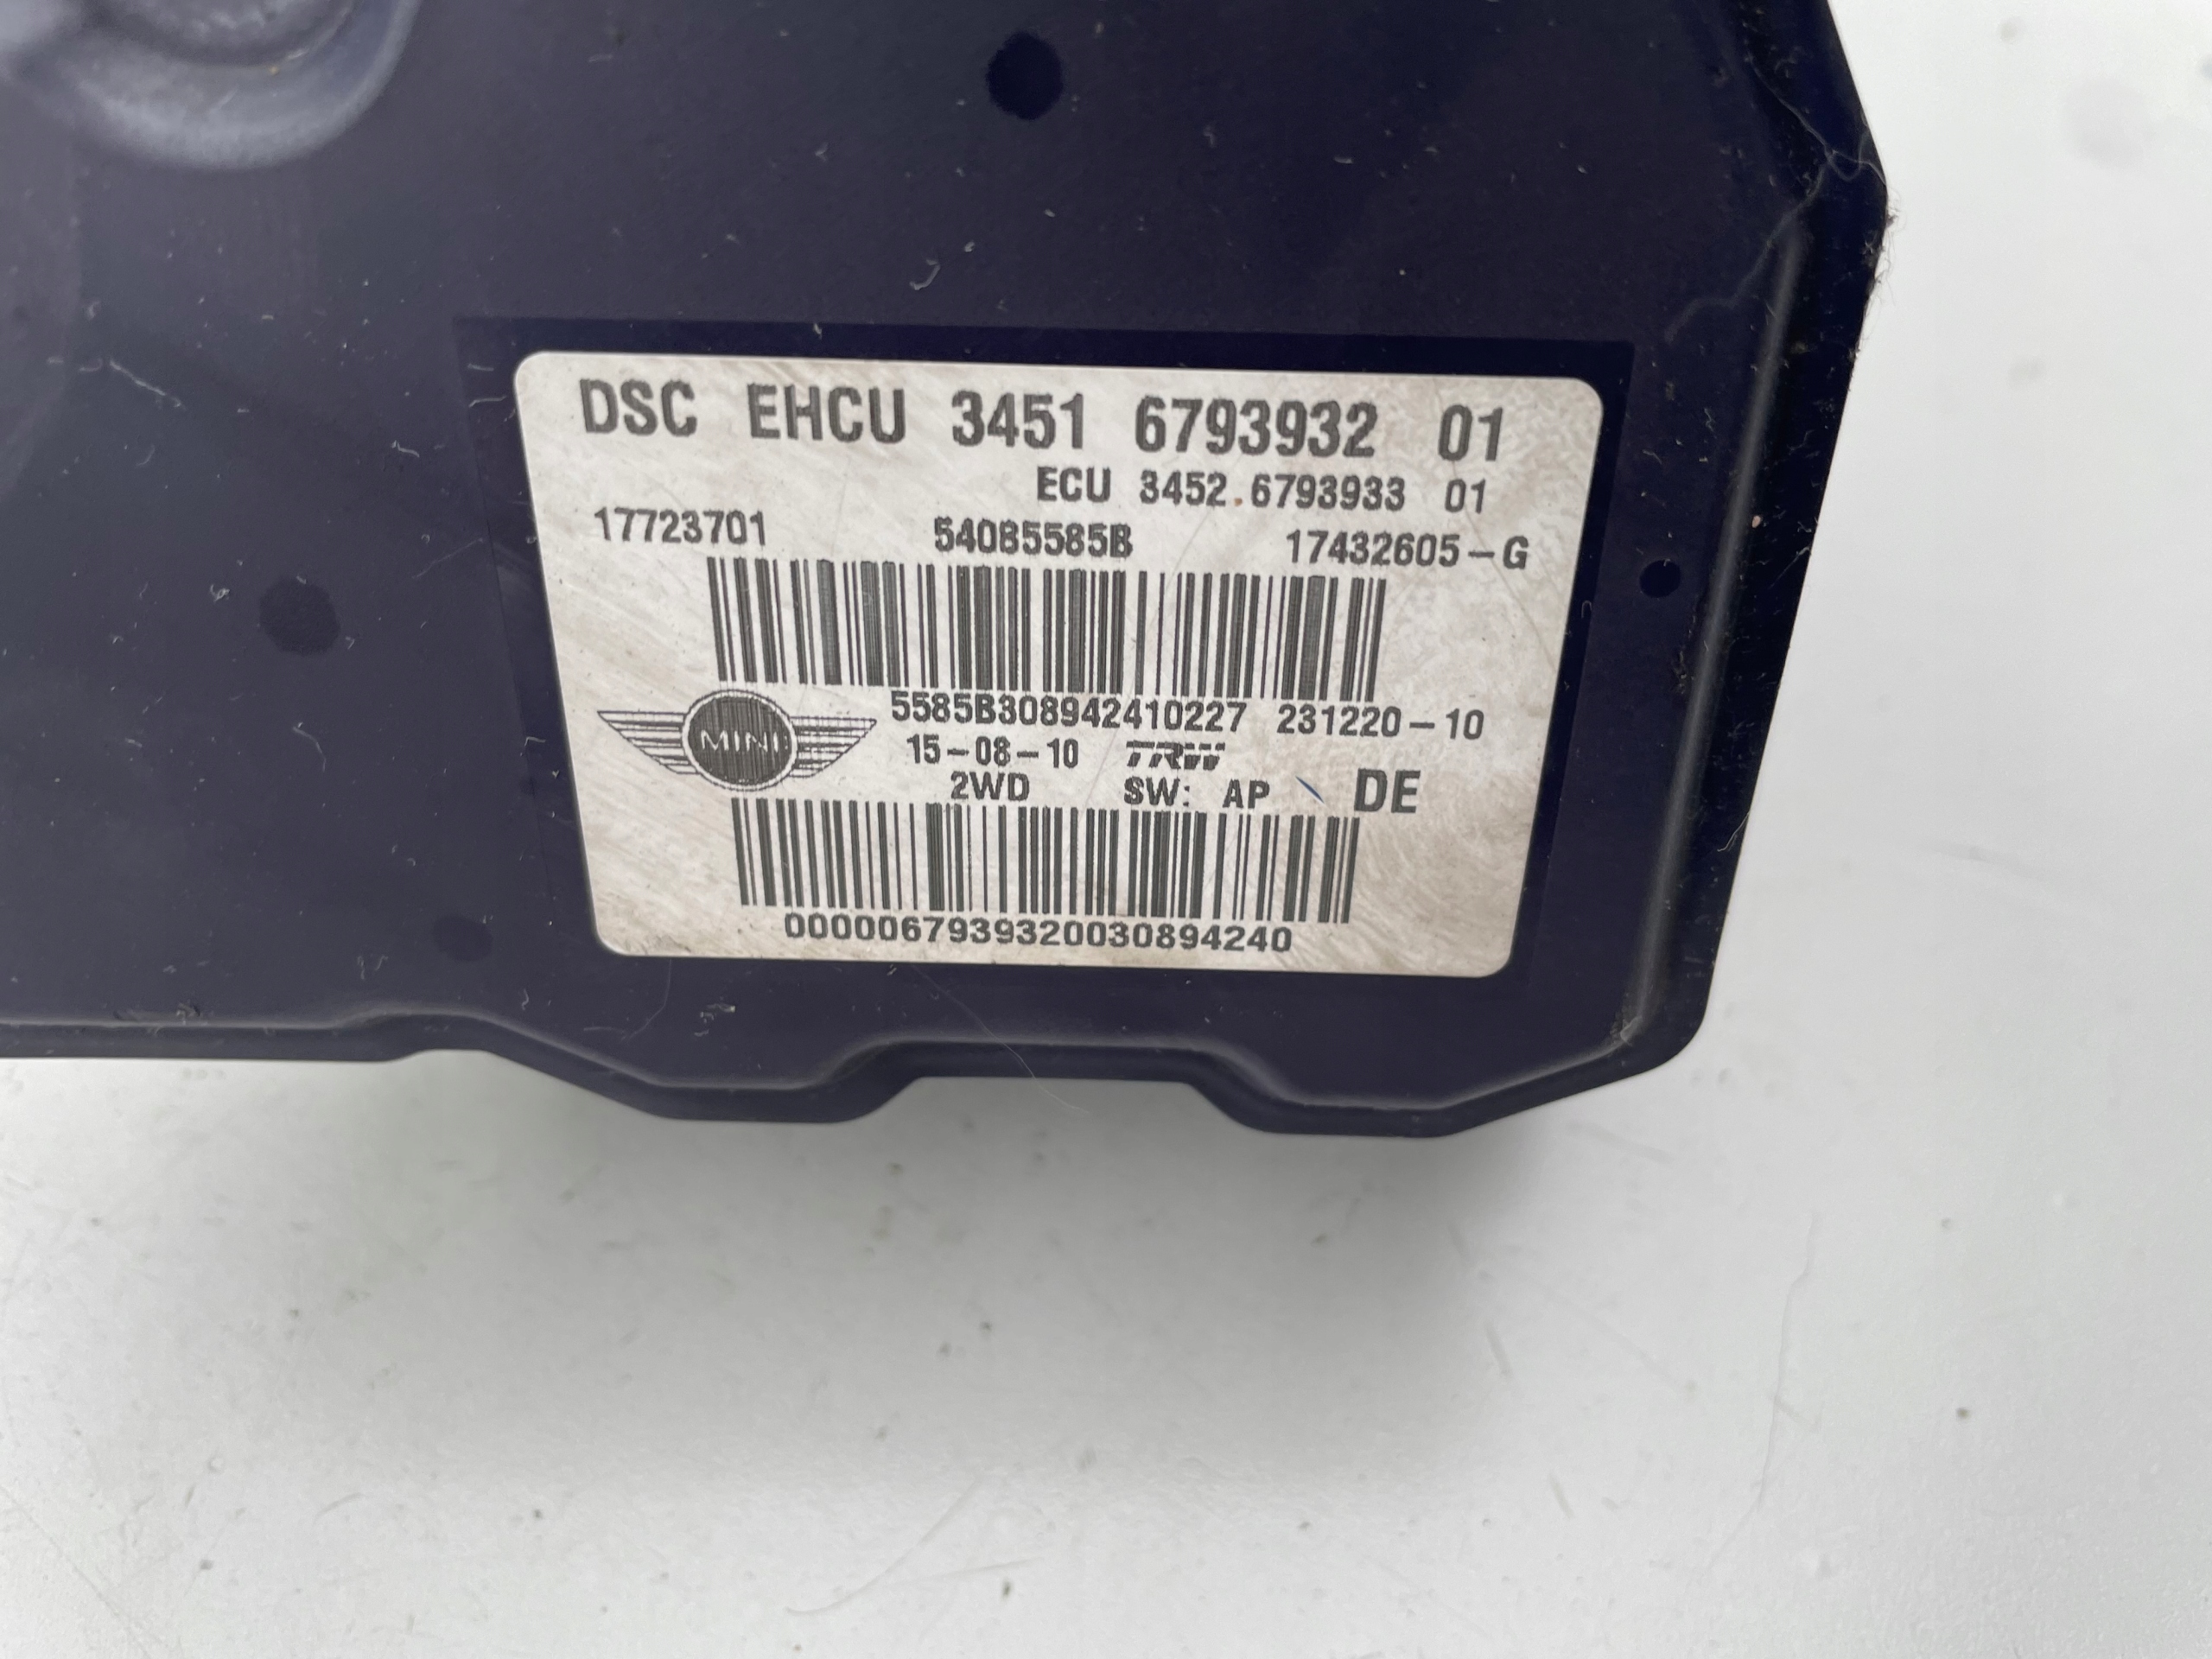 DSC EHCU 3451 6793932 01
ECU 3452.6793933 01
17723701 54085585B 17432605-G
5585B308942410227 231220-10
MINI 15-08-10 TRW
2WD SW: AP DE
0000067939320030894240